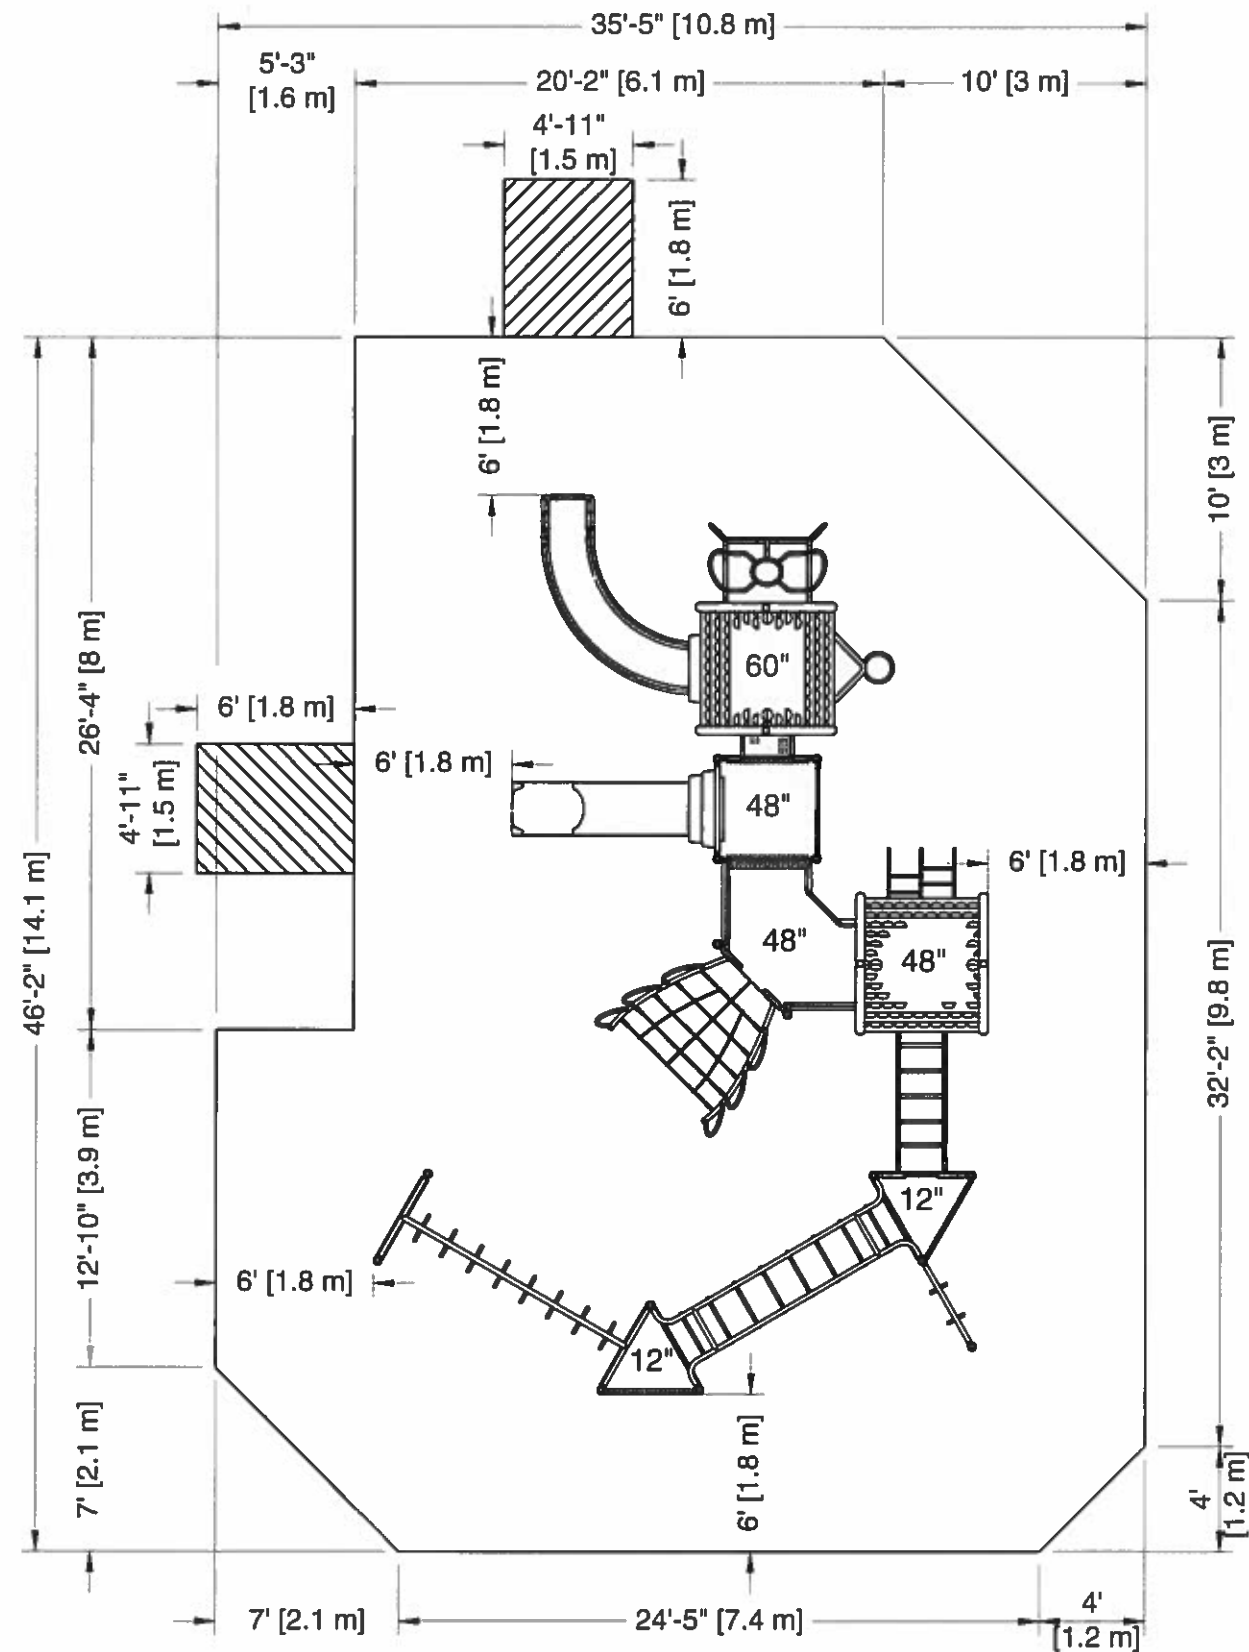 35'-5" [10.8 m]
5'-3"
[1.6 m]
20'-2" [6.1 m]
10' [3 m]
4'-11"
[1.5 m]
6' [1.8 m]
6' [1.8 m]
10' [3 m]
26'-4" [8 m]
60"
6' [1.8 m]
6' [1.8 m]
4'-11"
[1.5 m]
48"
6' [1.8 m]
46'-2" [14.1 m]
48"
48"
32'-2" [9.8 m]
12'-10" [3.9 m]
12"
6' [1.8 m]
12"
7' [2.1 m]
6' [1.8 m]
4'
[1.2 m]
7' [2.1 m]
24'-5" [7.4 m]
4'
[1.2 m]